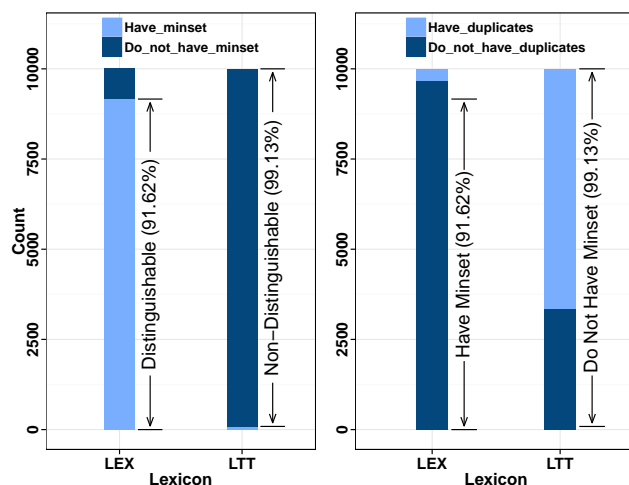 Have_minset
Do_not_have_minset
Count
10000
7500
5000
2500
0
Distinguishable (91.62%)
Non−Distinguishable (99.13%)
LEX
LTT
Lexicon
Have_duplicates
Do_not_have_duplicates
10000
7500
5000
2500
0
Have Minset (91.62%)
Do Not Have Minset (99.13%)
LEX
LTT
Lexicon